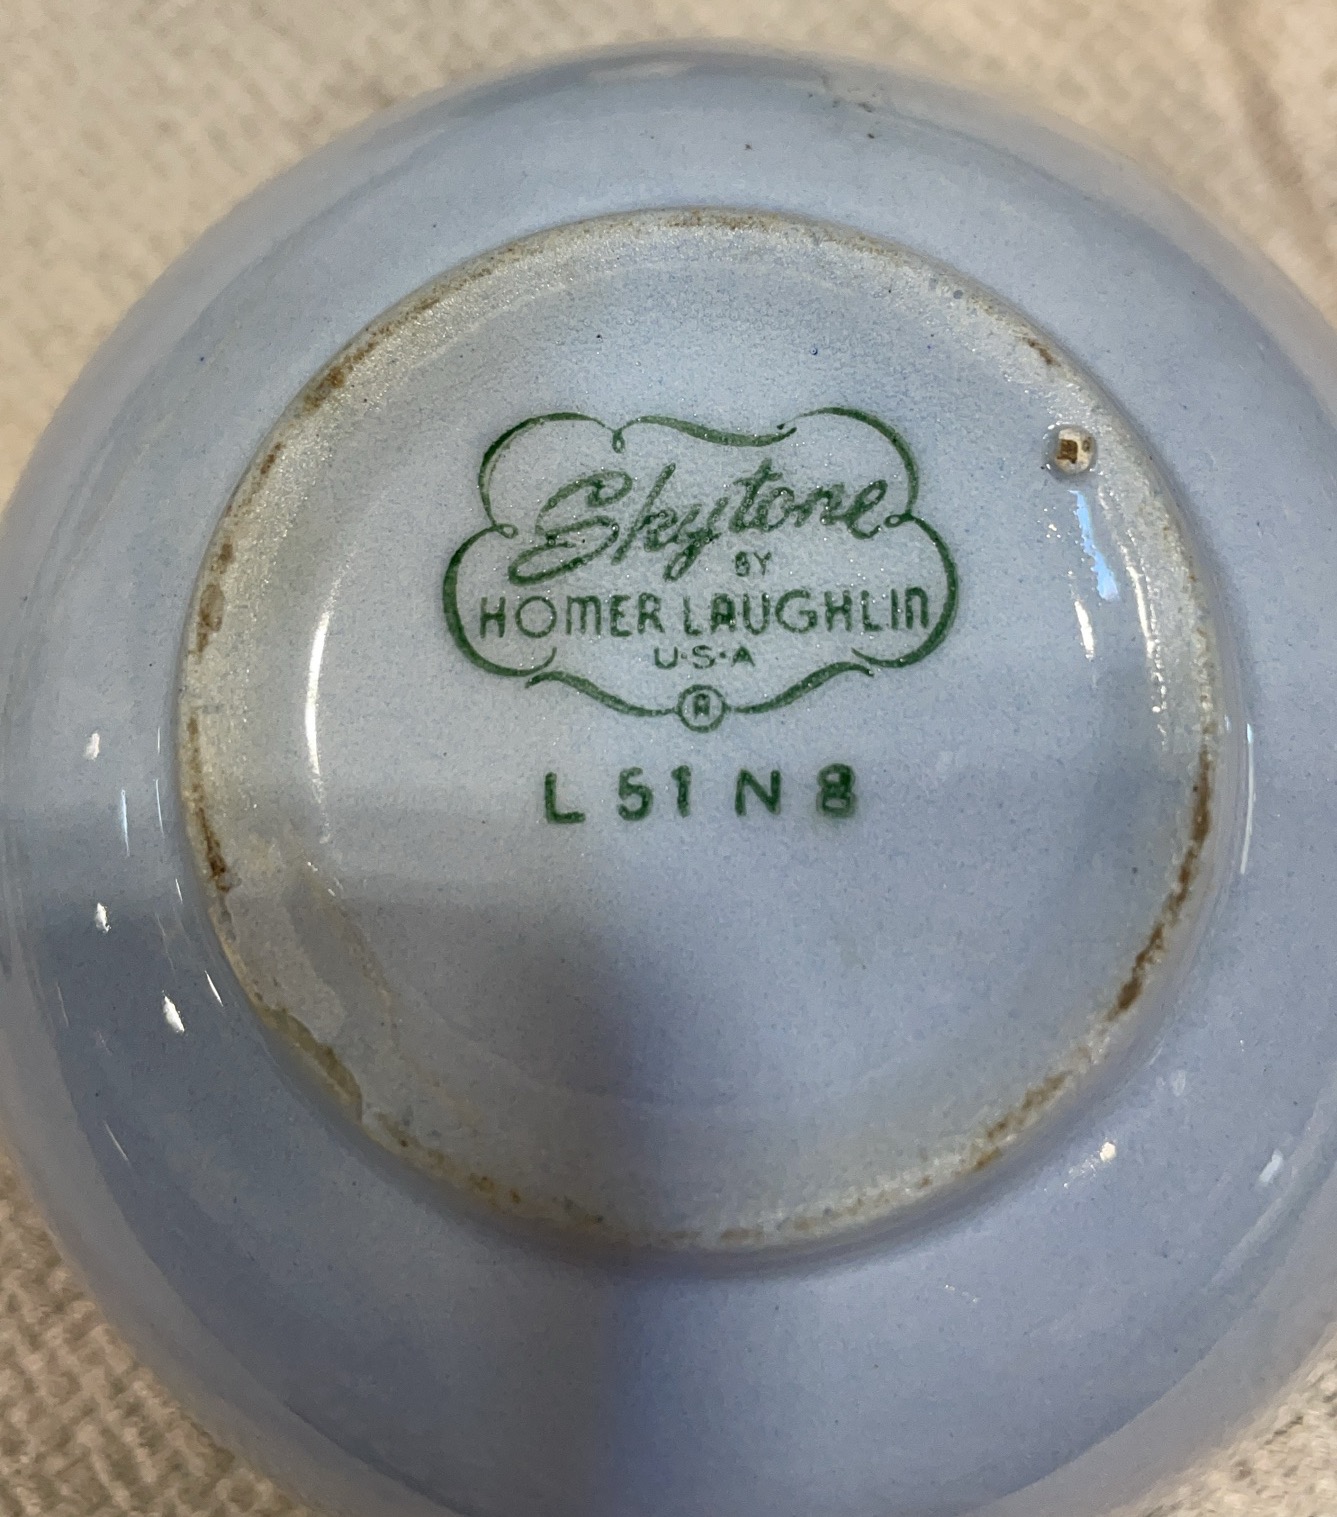 Skytone
BY
HOMER LAUGHLIN
U·S·A
R
L 51 N 8